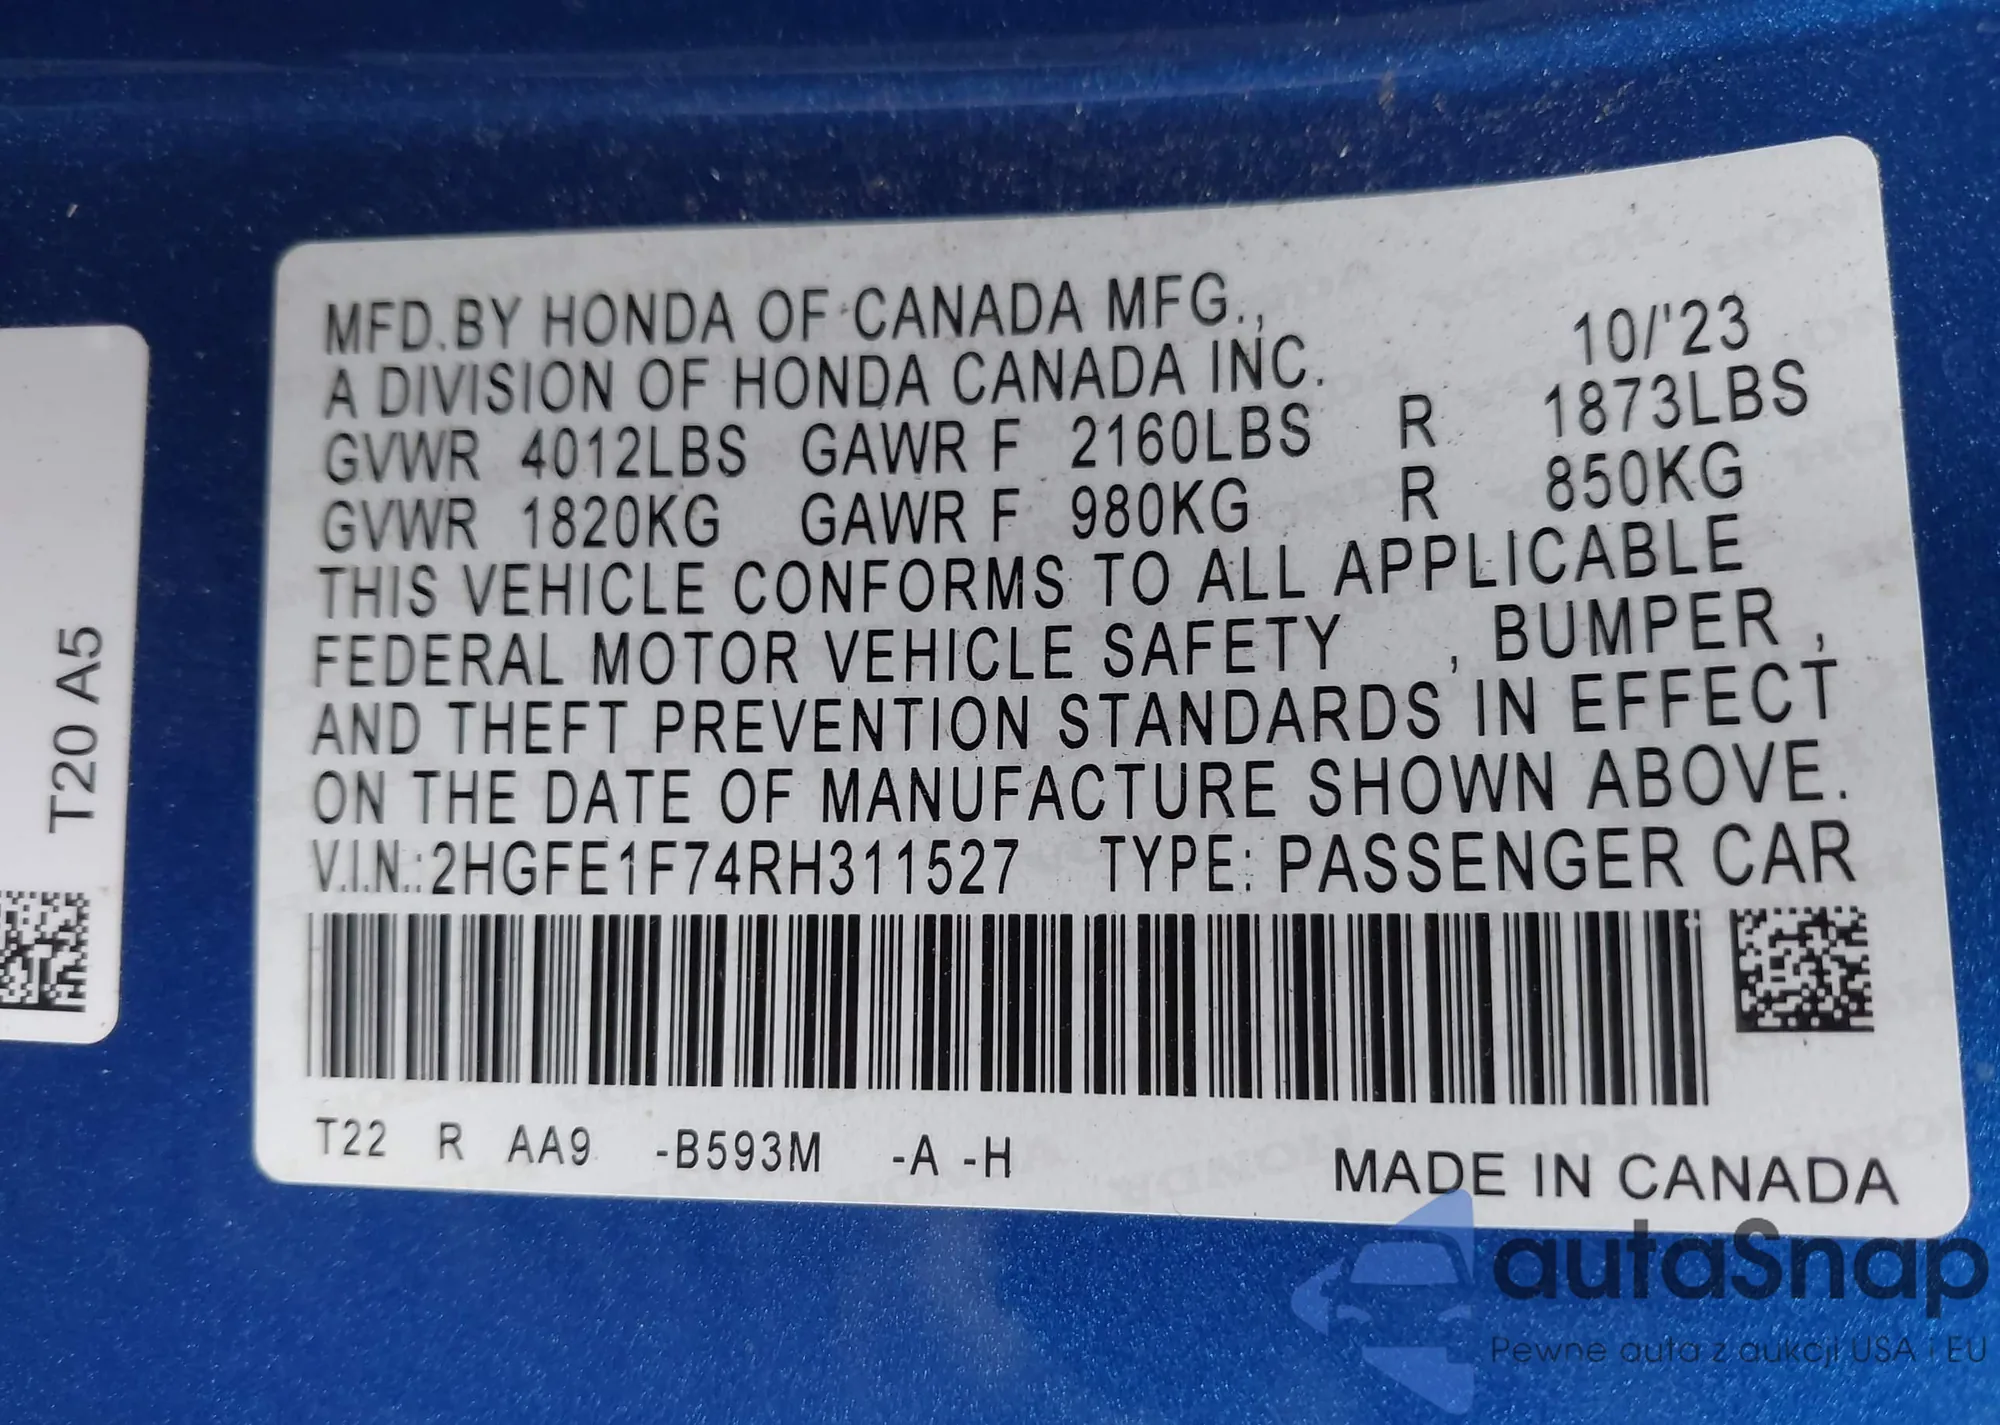 MFD.BY HONDA OF CANADA MFG.,
A DIVISION OF HONDA CANADA INC. 10/'23
GVWR 4012LBS GAWR F 2160LBS R 1873LBS
GVWR 1820KG GAWR F 980KG R 850KG
THIS VEHICLE CONFORMS TO ALL APPLICABLE
FEDERAL MOTOR VEHICLE SAFETY , BUMPER ,
AND THEFT PREVENTION STANDARDS IN EFFECT
ON THE DATE OF MANUFACTURE SHOWN ABOVE.
V.I.N.:2HGFE1F74RH311527 TYPE: PASSENGER CAR
T22 R AA9 -B593M -A -H
MADE IN CANADA
T20 A5
autaSnap
Pewne auta z aukcji USA i EU